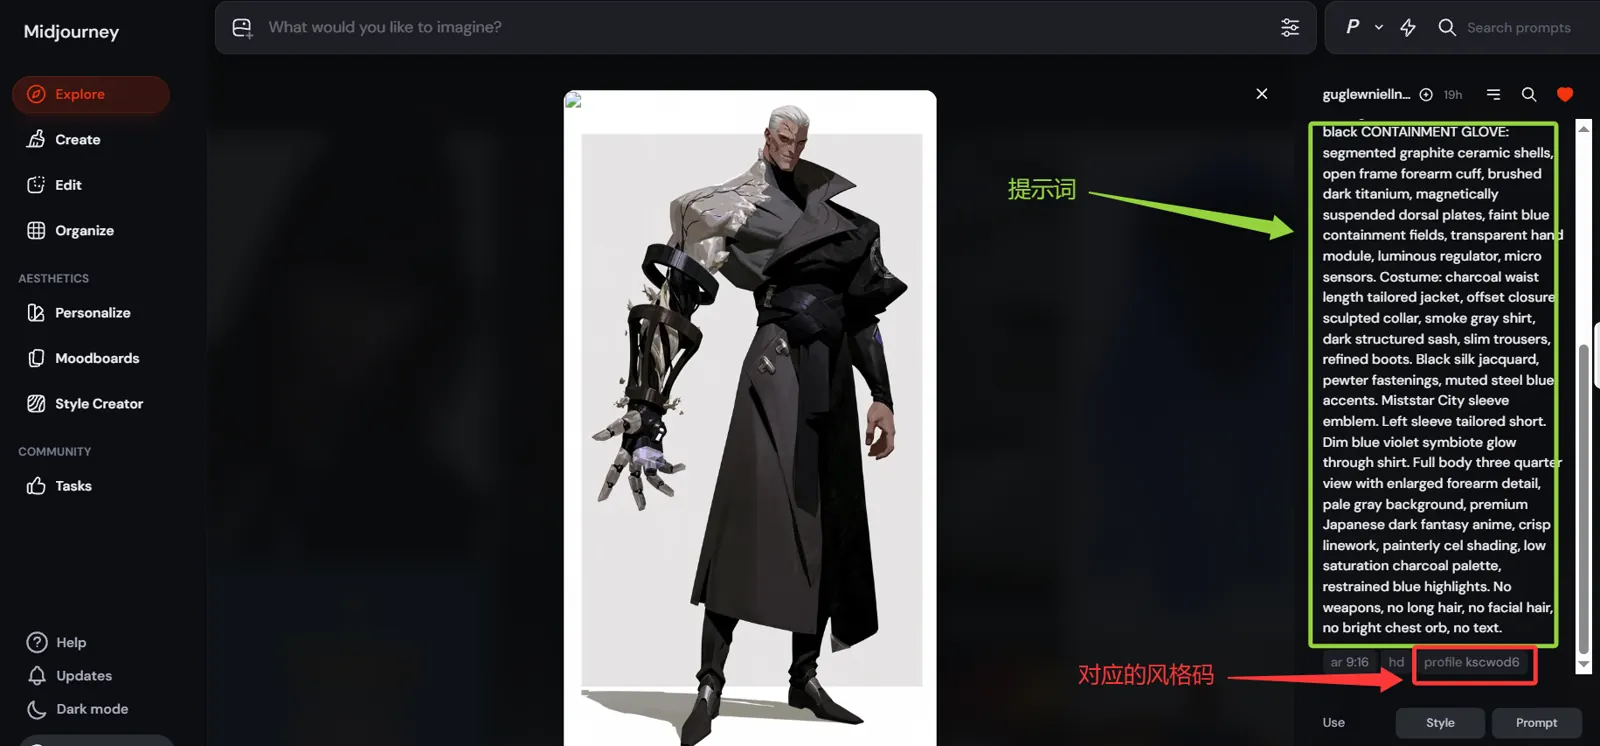 Midjourney
What would you like to imagine?
P
Search prompts
Explore
Create
Edit
Organize
AESTHETICS
Personalize
Moodboards
Style Creator
COMMUNITY
Tasks
Help
Updates
Dark mode
guglewnielln... 19h
black CONTAINMENT GLOVE:
segmented graphite ceramic shells,
open frame forearm cuff, brushed
dark titanium, magnetically
suspended dorsal plates, faint blue
containment fields, transparent hand
module, luminous regulator, micro
sensors. Costume: charcoal waist
length tailored jacket, offset closure
sculpted collar, smoke gray shirt,
dark structured sash, slim trousers,
refined boots. Black silk jacquard,
pewter fastenings, muted steel blue
accents. Miststar City sleeve
emblem. Left sleeve tailored short.
Dim blue violet symbiote glow
through shirt. Full body three quarter
view with enlarged forearm detail,
pale gray background, premium
Japanese dark fantasy anime, crisp
linework, painterly cel shading, low
saturation charcoal palette,
restrained blue highlights. No
weapons, no long hair, no facial hair,
no bright chest orb, no text.
提示词
ar 9:16 hd profile kscwod6
对应的风格码
Use Style Prompt